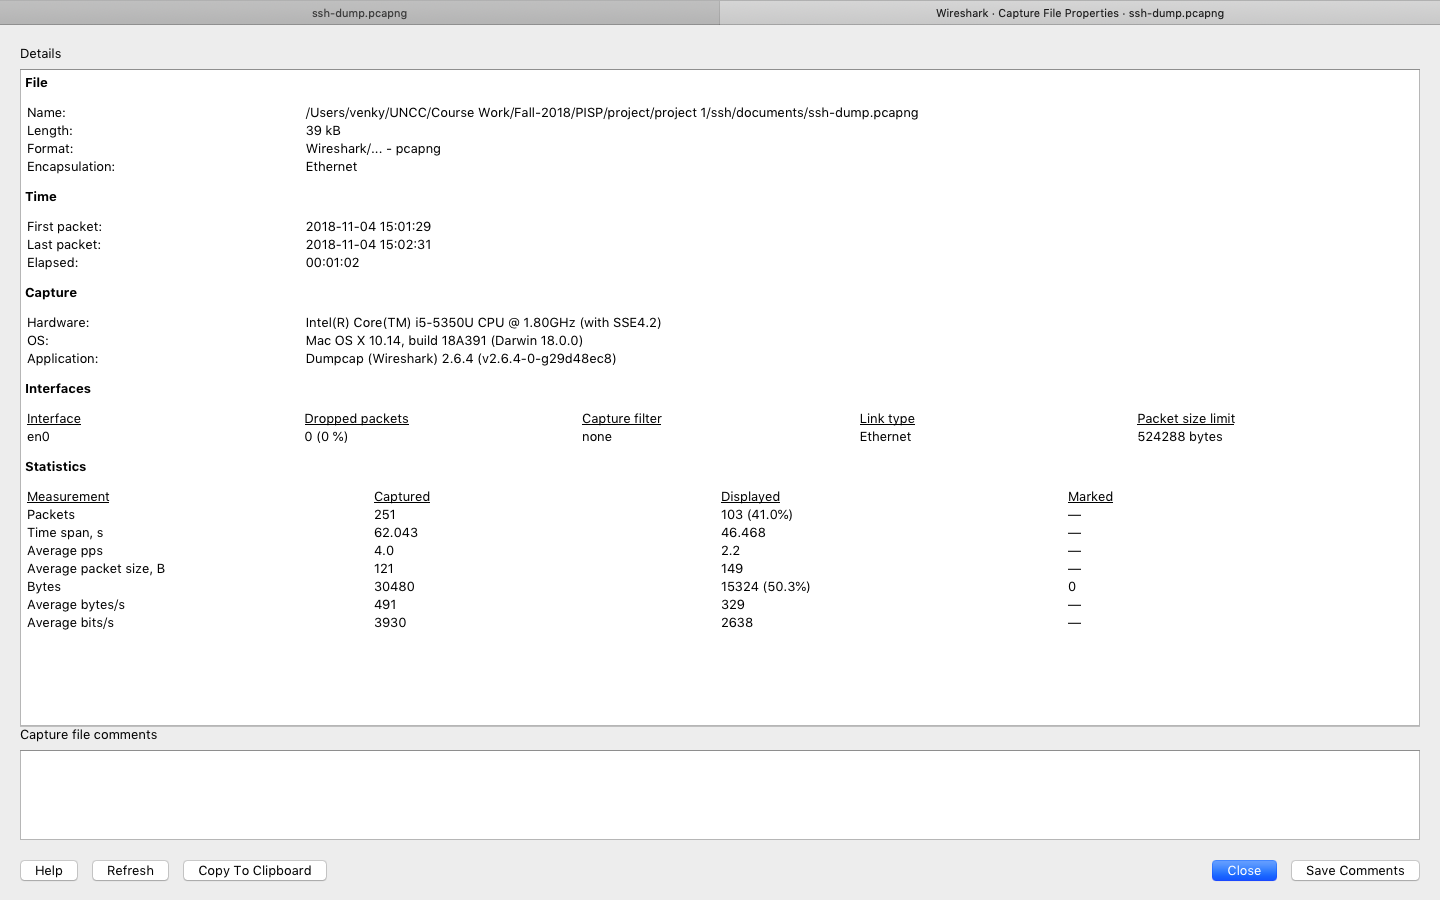 ssh-dump.pcapng
Wireshark · Capture File Properties · ssh-dump.pcapng
Details
File
Name: /Users/venky/UNCC/Course Work/Fall-2018/PISP/project/project 1/ssh/documents/ssh-dump.pcapng
Length: 39 kB
Format: Wireshark/... - pcapng
Encapsulation: Ethernet
Time
First packet: 2018-11-04 15:01:29
Last packet: 2018-11-04 15:02:31
Elapsed: 00:01:02
Capture
Hardware: Intel(R) Core(TM) i5-5350U CPU @ 1.80GHz (with SSE4.2)
OS: Mac OS X 10.14, build 18A391 (Darwin 18.0.0)
Application: Dumpcap (Wireshark) 2.6.4 (v2.6.4-0-g29d48ec8)
Interfaces
Interface Dropped packets Capture filter Link type Packet size limit
en0 0 (0 %) none Ethernet 524288 bytes
Statistics
Measurement Captured Displayed Marked
Packets 251 103 (41.0%) —
Time span, s 62.043 46.468 —
Average pps 4.0 2.2 —
Average packet size, B 121 149 —
Bytes 30480 15324 (50.3%) 0
Average bytes/s 491 329 —
Average bits/s 3930 2638 —
Capture file comments
Help Refresh Copy To Clipboard Close Save Comments